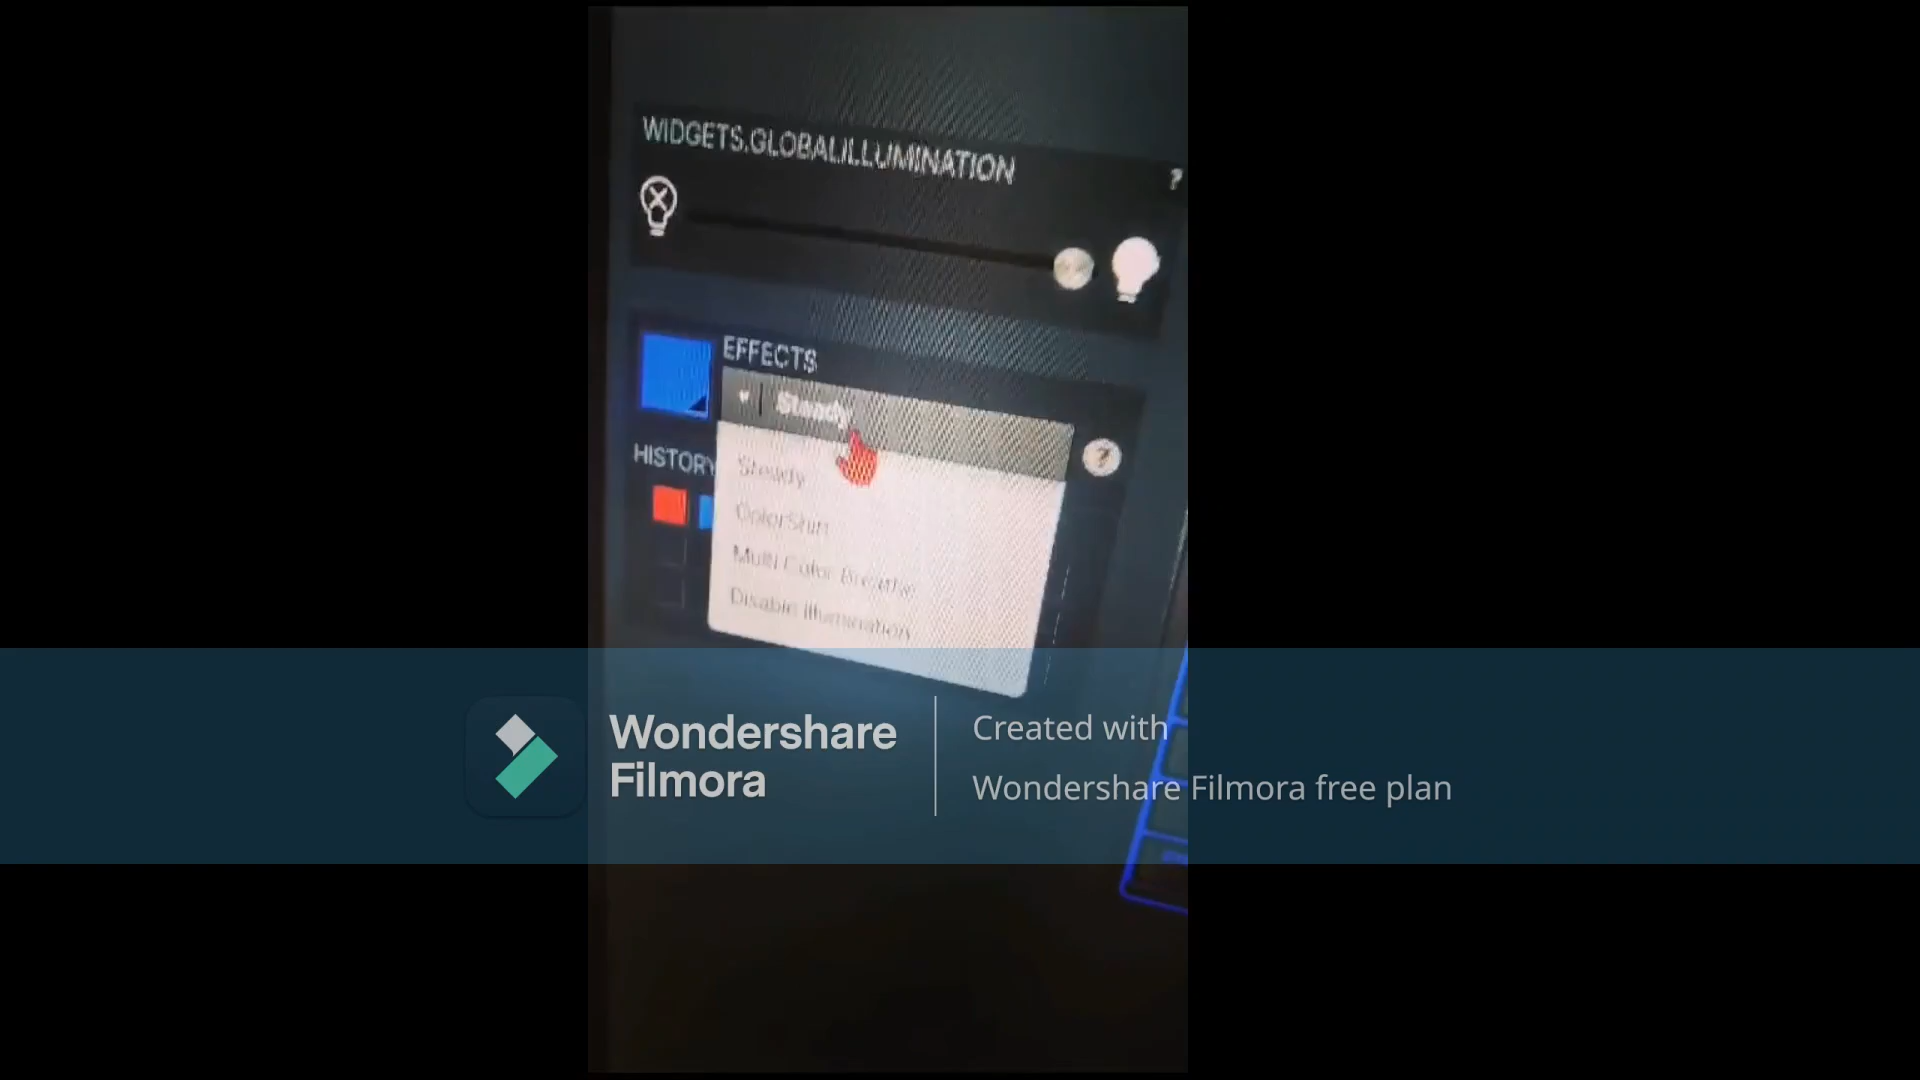 WIDGETS.GLOBALILLUMINATION
?
EFFECTS
Steady
?
Steady
HISTORY
ColorShift
Multi Color Breathe
Disable Illumination
Wondershare
Filmora
Created with
Wondershare Filmora free plan